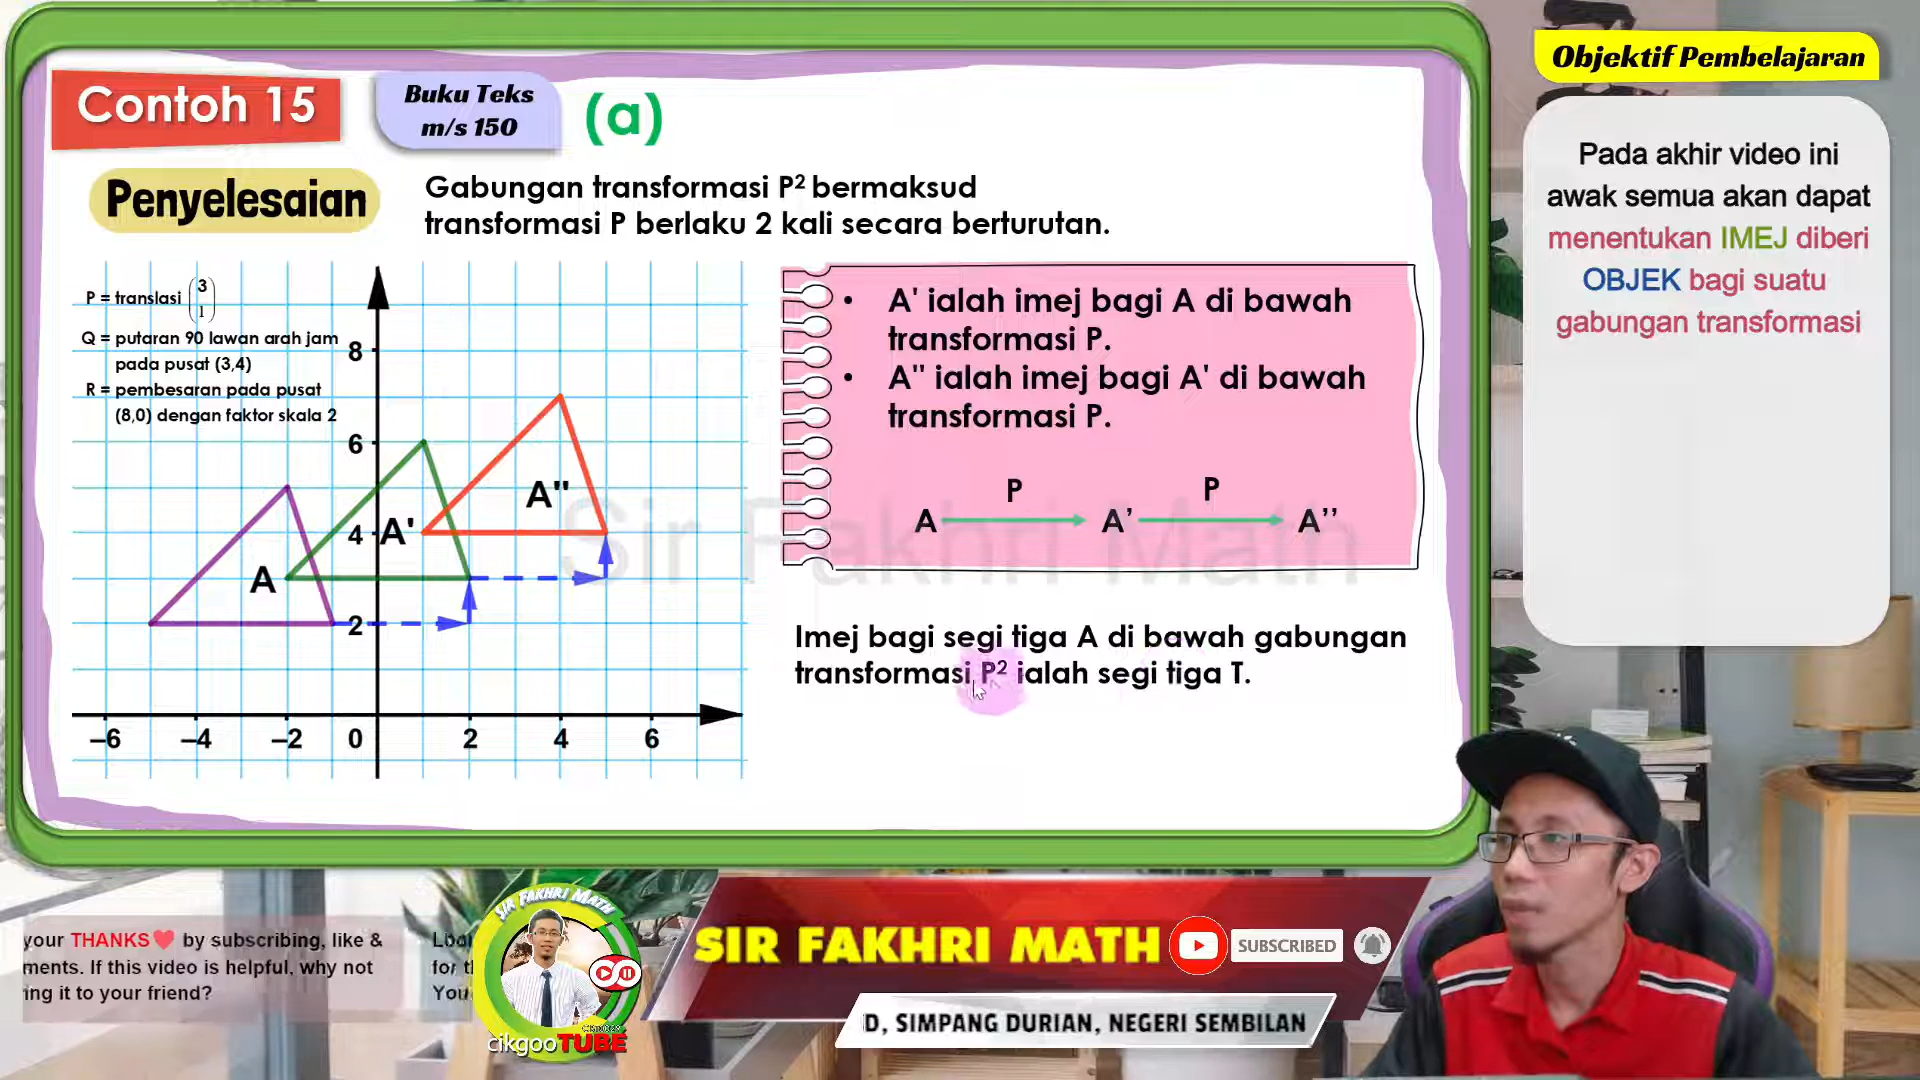 Contoh 15
Buku Teks
m/s 150
(a)
Penyelesaian
Gabungan transformasi P² bermaksud
transformasi P berlaku 2 kali secara berturutan.
P = translasi (3 1)
Q = putaran 90 lawan arah jam
pada pusat (3,4)
R = pembesaran pada pusat
(8,0) dengan faktor skala 2
8
6
4
2
A
A'
A"
–6 –4 –2 0 2 4 6
• A' ialah imej bagi A di bawah
transformasi P.
• A" ialah imej bagi A' di bawah
transformasi P.
P P
A A’ A’’
Sir Fakhri Math
Imej bagi segi tiga A di bawah gabungan
transformasi P² ialah segi tiga T.
Objektif Pembelajaran
Pada akhir video ini
awak semua akan dapat
menentukan IMEJ diberi
OBJEK bagi suatu
gabungan transformasi
your THANKS❤ by subscribing, like &
ments. If this video is helpful, why not
ing it to your friend?
for t
You
SIR FAKHRI MATH
cikgooTUBE
SIR FAKHRI MATH
SUBSCRIBED
D, SIMPANG DURIAN, NEGERI SEMBILAN